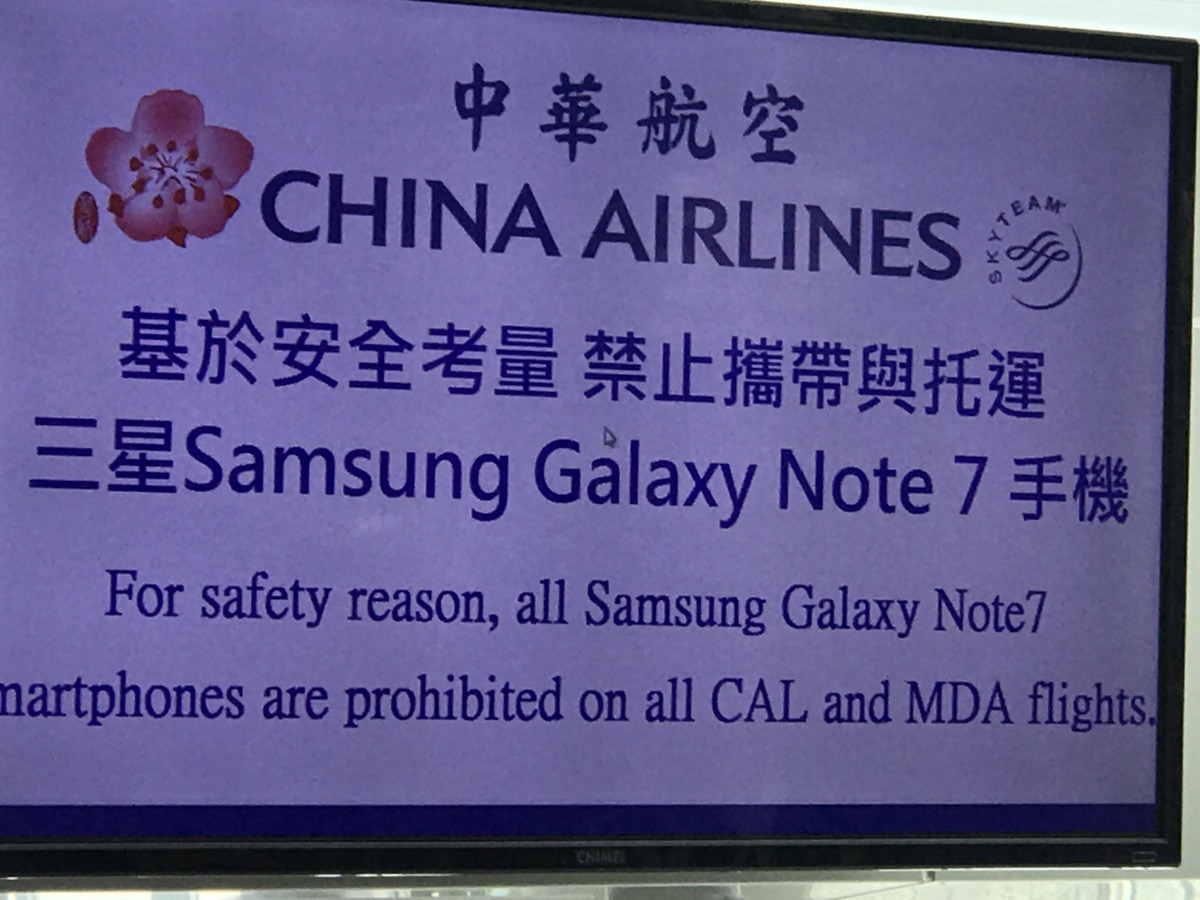 中華航空
CHINA AIRLINES
SKYTEAM
基於安全考量 禁止攜帶與托運
三星Samsung Galaxy Note 7 手機
For safety reason, all Samsung Galaxy Note7
martphones are prohibited on all CAL and MDA flights.
CHIMEI